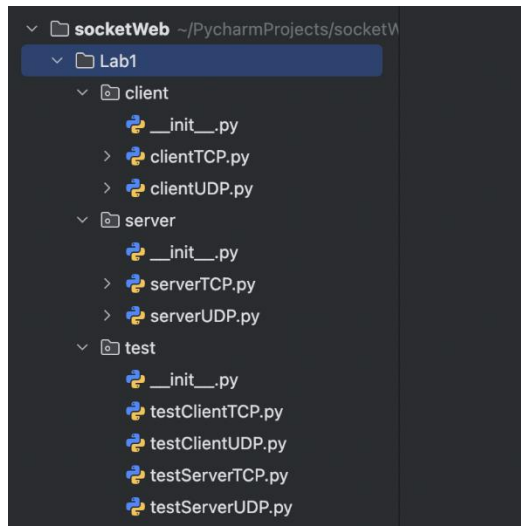 socketWeb ~/PycharmProjects/socketW
Lab1
client
__init__.py
clientTCP.py
clientUDP.py
server
__init__.py
serverTCP.py
serverUDP.py
test
__init__.py
testClientTCP.py
testClientUDP.py
testServerTCP.py
testServerUDP.py